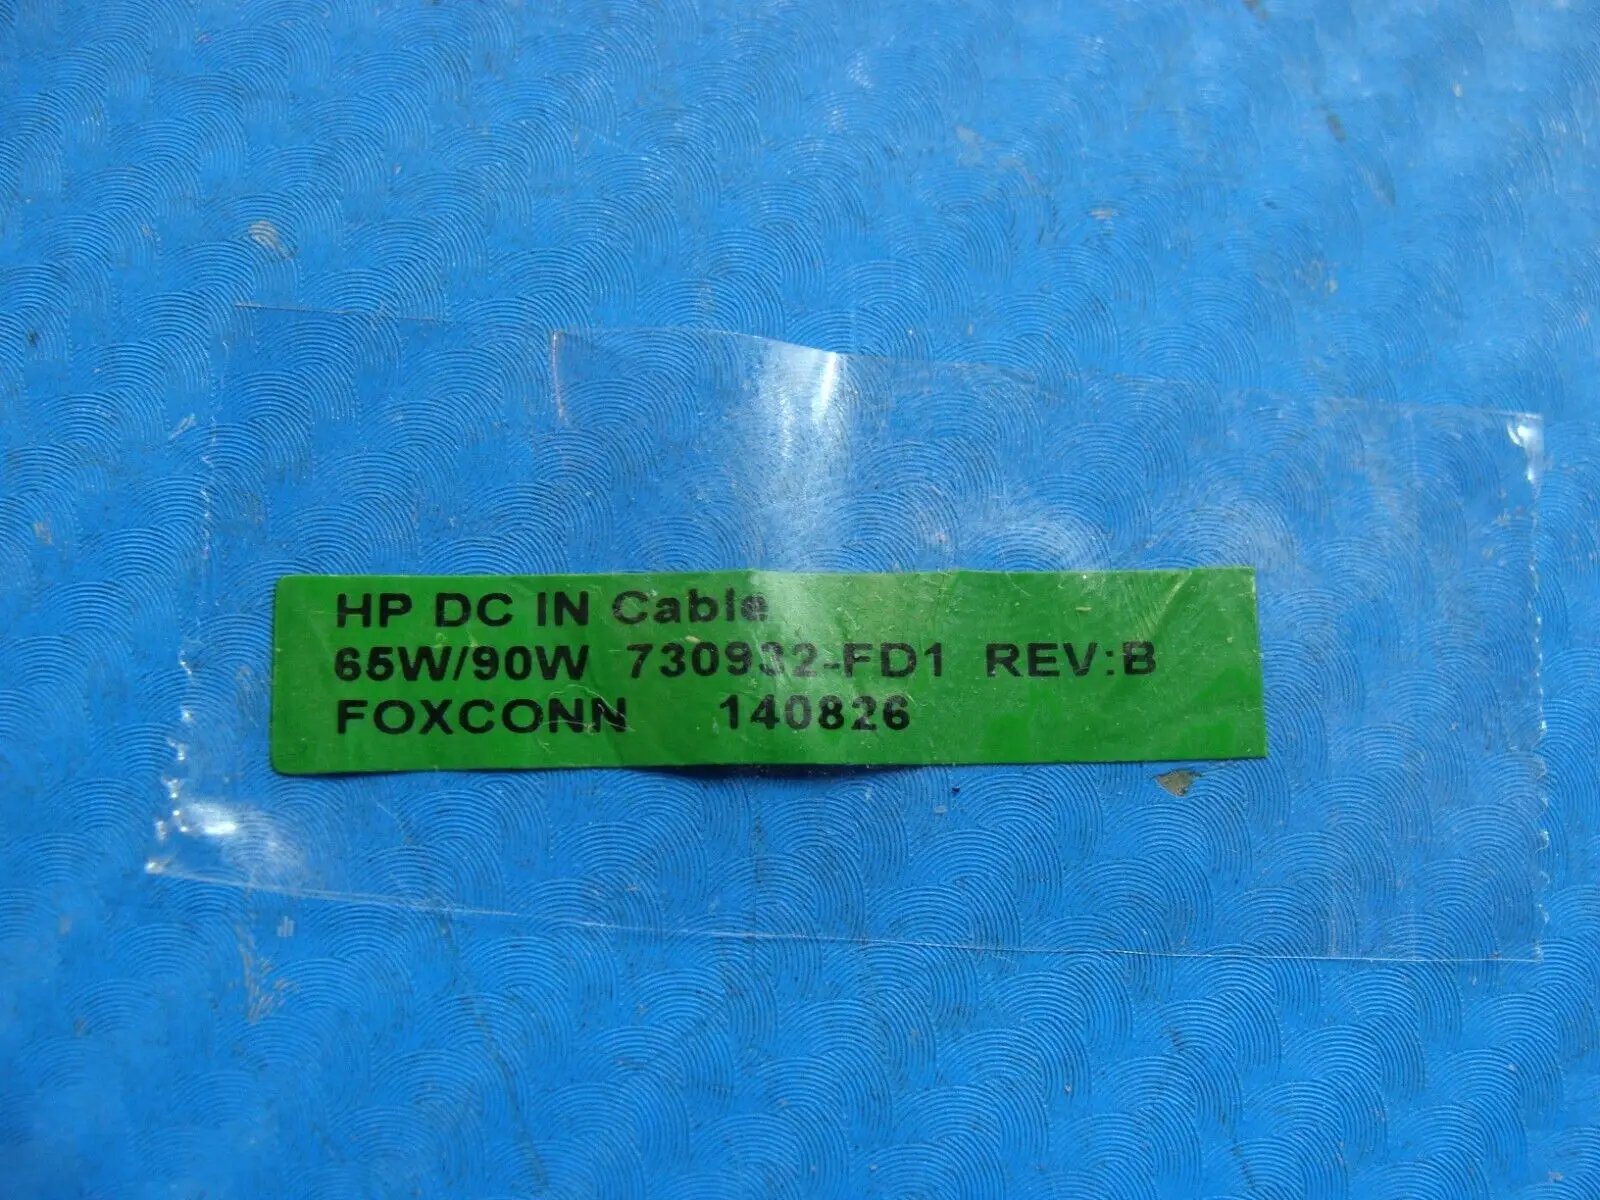 HP DC IN Cable
65W/90W 730932-FD1 REV:B
FOXCONN 140826